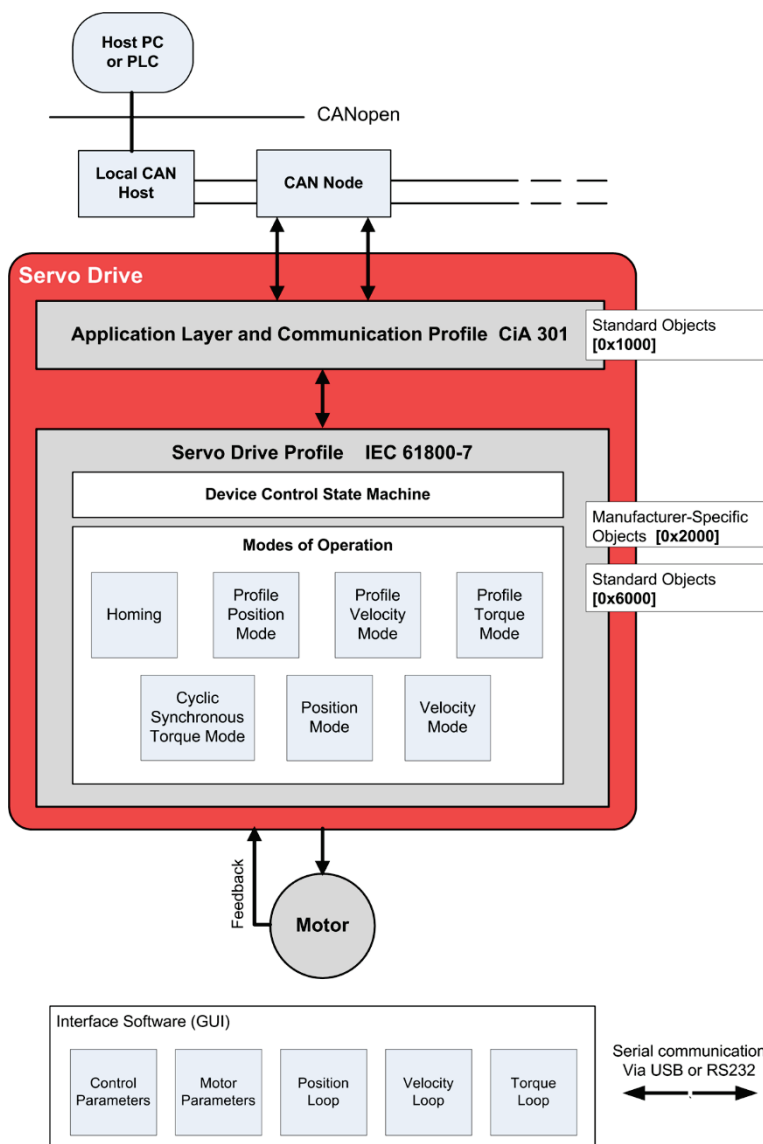 Host PC
or PLC
CANopen
Local CAN
Host
CAN Node
Servo Drive
Application Layer and Communication Profile  CiA 301
Standard Objects
[0x1000]
Servo Drive Profile    IEC 61800-7
Device Control State Machine
Manufacturer-Specific
Objects  [0x2000]
Modes of Operation
Standard Objects
[0x6000]
Homing
Profile
Position
Mode
Profile
Velocity
Mode
Profile
Torque
Mode
Cyclic
Synchronous
Torque Mode
Position
Mode
Velocity
Mode
Feedback
Motor
Interface Software (GUI)
Control
Parameters
Motor
Parameters
Position
Loop
Velocity
Loop
Torque
Loop
Serial communication
Via USB or RS232